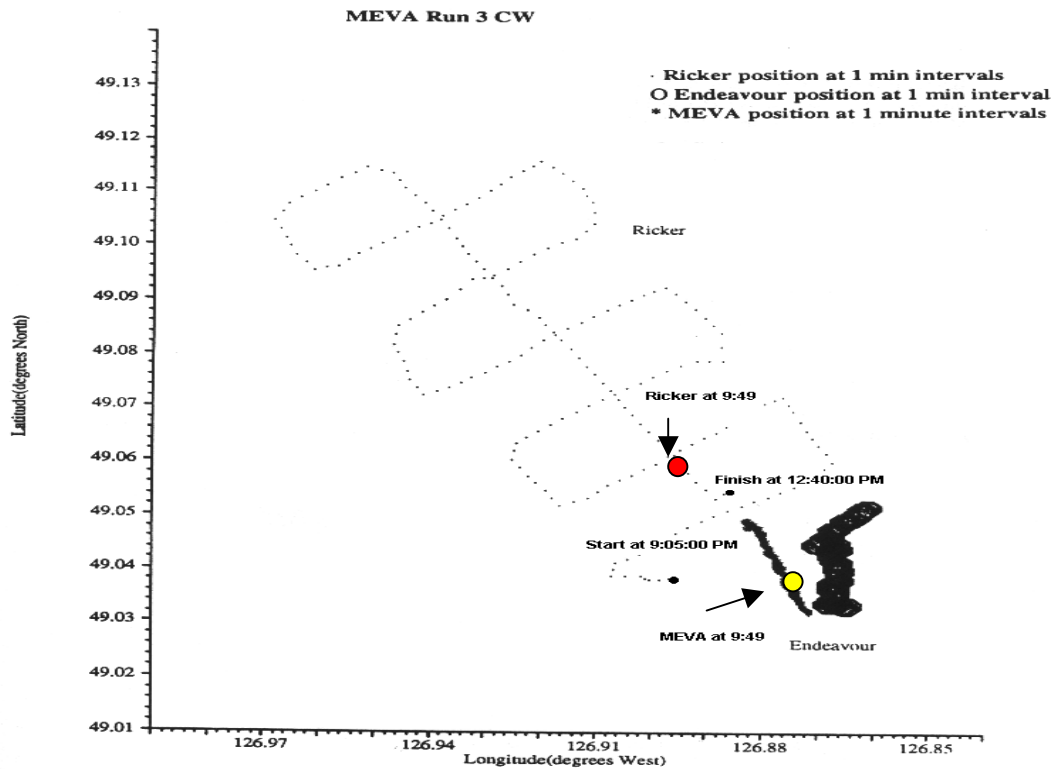 MEVA Run 3 CW
· Ricker position at 1 min intervals
O Endeavour position at 1 min interval
* MEVA position at 1 minute intervals
49.13
49.12
49.11
49.10
49.09
49.08
49.07
49.06
49.05
49.04
49.03
49.02
49.01
Latitude(degrees North)
Ricker
Ricker at 9:49
Finish at 12:40:00 PM
Start at 9:05:00 PM
MEVA at 9:49
Endeavour
126.97
126.94
126.91
126.88
126.85
Longitude(degrees West)